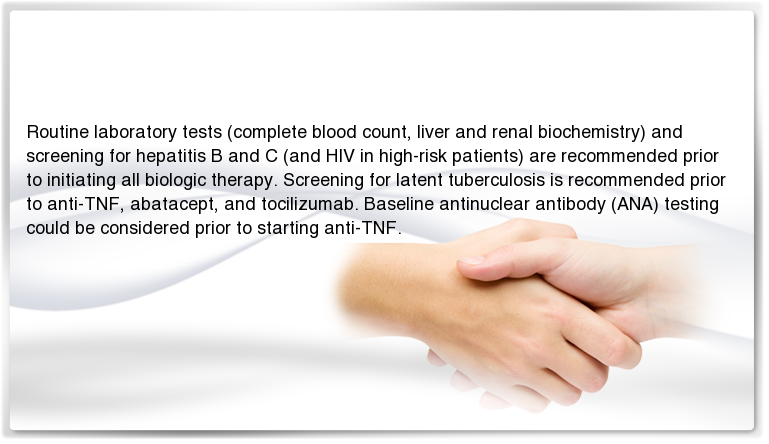 Routine laboratory tests (complete blood count, liver and renal biochemistry) and
screening for hepatitis B and C (and HIV in high-risk patients) are recommended prior
to initiating all biologic therapy. Screening for latent tuberculosis is recommended prior
to anti-TNF, abatacept, and tocilizumab. Baseline antinuclear antibody (ANA) testing
could be considered prior to starting anti-TNF.